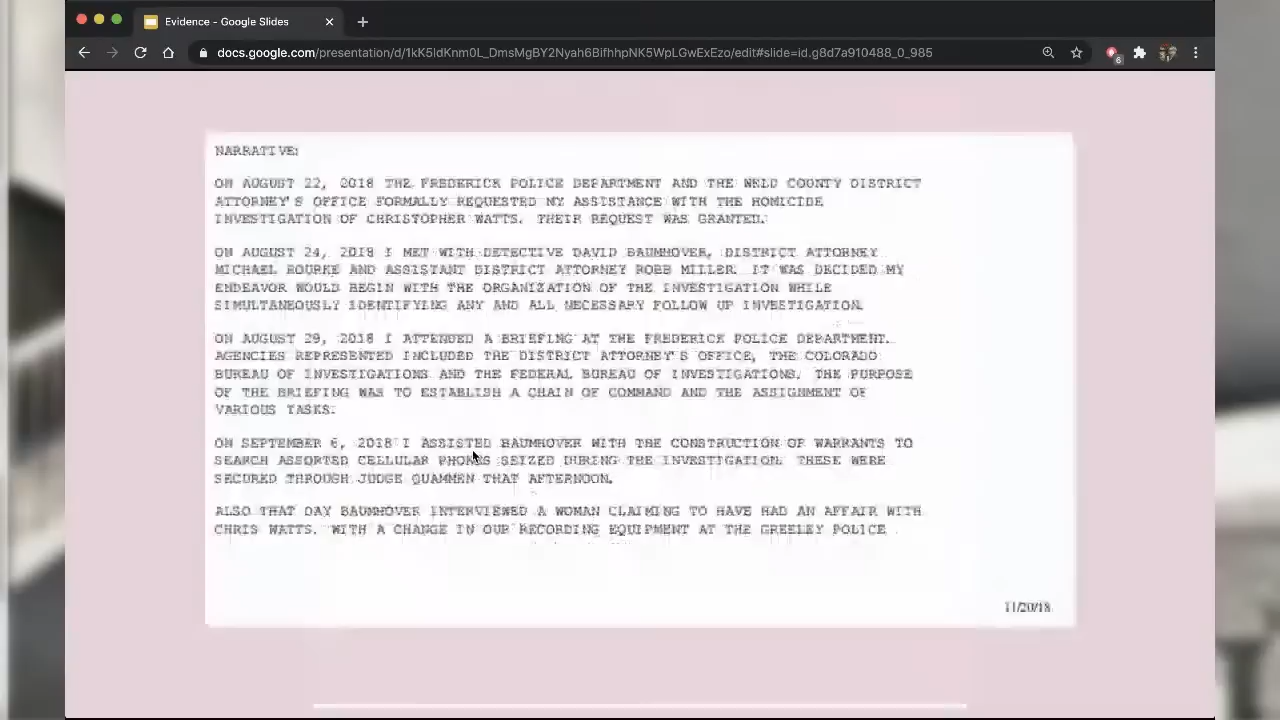 Evidence - Google Slides
docs.google.com/presentation/d/1kK5ldKnm0L_DmsMgBY2Nyah6BlfhhpNK5WpLGwExEzo/edit#slide=id.g8d7a910488_0_985
6
NARRATIVE:
ON AUGUST 22, 2018 THE FREDERICK POLICE DEPARTMENT AND THE WELD COUNTY DISTRICT
ATTORNEY'S OFFICE FORMALLY REQUESTED MY ASSISTANCE WITH THE HOMICIDE
INVESTIGATION OF CHRISTOPHER WATTS. THEIR REQUEST WAS GRANTED.
ON AUGUST 24, 2018 I MET WITH DETECTIVE DAVID BAUMHOVER, DISTRICT ATTORNEY
MICHAEL ROURKE AND ASSISTANT DISTRICT ATTORNEY ROBB MILLER. IT WAS DECIDED MY
ENDEAVOR WOULD BEGIN WITH THE ORGANIZATION OF THE INVESTIGATION WHILE
SIMULTANEOUSLY IDENTIFYING ANY AND ALL NECESSARY FOLLOW UP INVESTIGATION.
ON AUGUST 29, 2018 I ATTENDED A BRIEFING AT THE FREDERICK POLICE DEPARTMENT.
AGENCIES REPRESENTED INCLUDED THE DISTRICT ATTORNEY'S OFFICE, THE COLORADO
BUREAU OF INVESTIGATIONS AND THE FEDERAL BUREAU OF INVESTIGATIONS. THE PURPOSE
OF THE BRIEFING WAS TO ESTABLISH A CHAIN OF COMMAND AND THE ASSIGNMENT OF
VARIOUS TASKS.
ON SEPTEMBER 6, 2018 I ASSISTED BAUMHOVER WITH THE CONSTRUCTION OF WARRANTS TO
SEARCH ASSORTED CELLULAR PHONES SEIZED DURING THE INVESTIGATION. THESE WERE
SECURED THROUGH JUDGE QUAMMEN THAT AFTERNOON.
ALSO THAT DAY BAUMHOVER INTERVIEWED A WOMAN CLAIMING TO HAVE HAD AN AFFAIR WITH
CHRIS WATTS. WITH A CHANGE IN OUR RECORDING EQUIPMENT AT THE GREELEY POLICE
11/20/18